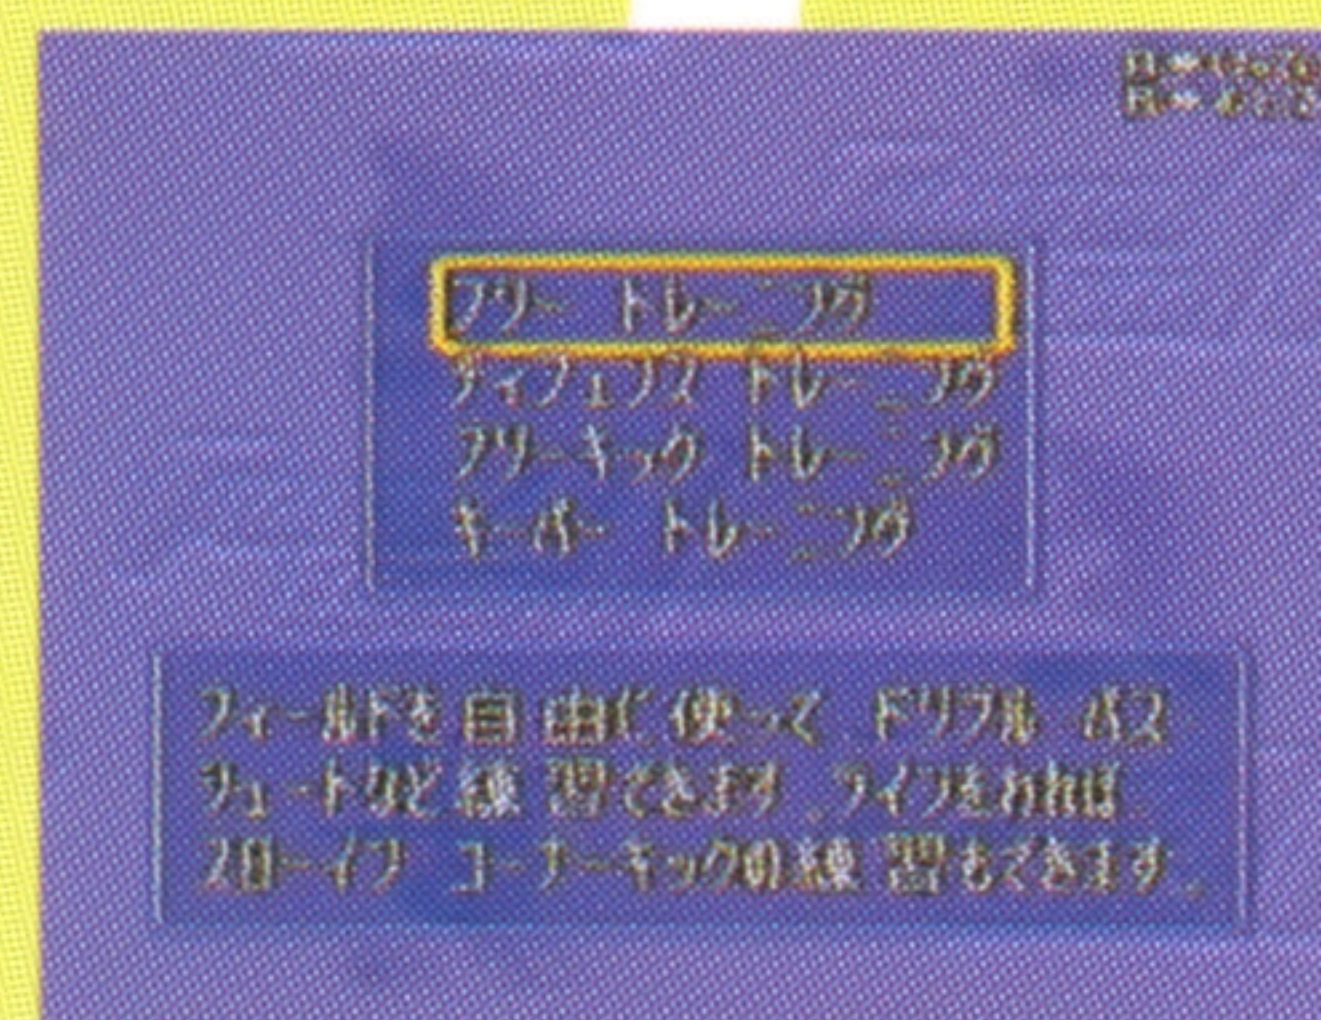 フリー トレーニング
ディフェンス トレーニング
フリーキック トレーニング
キーパー トレーニング
フィールドを自由に使って ドリブル パス
シュートなど練習できます。ラインをわれば、
スローイン コーナーキックの練習もできます。